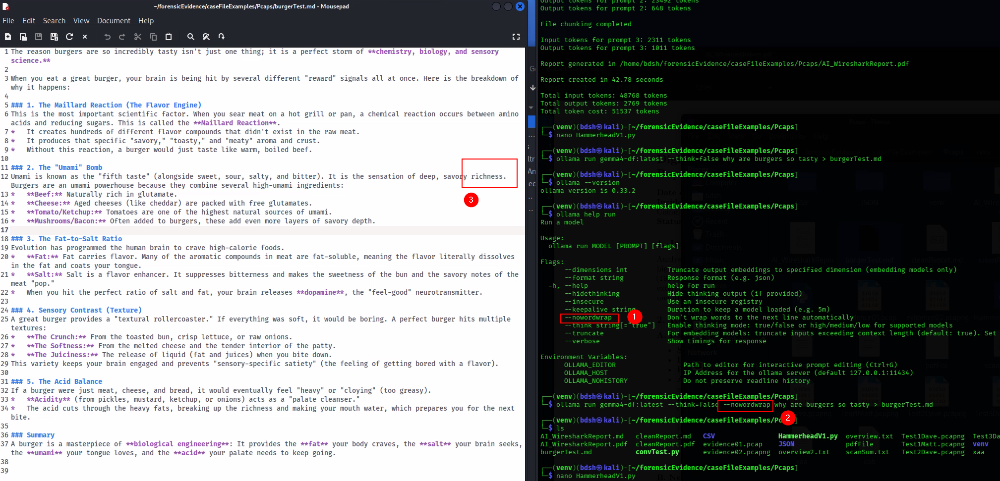 ~/forensicEvidence/caseFileExamples/Pcaps/burgerTest.md - Mousepad
File Edit Search View Document Help
1 The reason burgers are so incredibly tasty isn't just one thing; it is a perfect storm of **chemistry, biology, and sensory
science.**
2
3 When you eat a great burger, your brain is being hit by several different "reward" signals all at once. Here is the breakdown of
why it happens:
4
5 ### 1. The Maillard Reaction (The Flavor Engine)
6 This is the most important scientific factor. When you sear meat on a hot grill or pan, a chemical reaction occurs between amino
acids and reducing sugars. This is called the **Maillard Reaction**.
7 *   It creates hundreds of different flavor compounds that didn't exist in the raw meat.
8 *   It produces that specific "savory," "toasty," and "meaty" aroma and crust.
9 *   Without this reaction, a burger would just taste like warm, boiled beef.
10
11 ### 2. The "Umami" Bomb
12 Umami is known as the "fifth taste" (alongside sweet, sour, salty, and bitter). It is the sensation of deep, savory richness.
Burgers are an umami powerhouse because they combine several high-umami ingredients:
13 *   **Beef:** Naturally rich in glutamate.
14 *   **Cheese:** Aged cheeses (like cheddar) are packed with free glutamates.
15 *   **Tomato/Ketchup:** Tomatoes are one of the highest natural sources of umami.
16 *   **Mushrooms/Bacon:** Often added to burgers, these add even more layers of savory depth.
17
18 ### 3. The Fat-to-Salt Ratio
19 Evolution has programmed the human brain to crave high-calorie foods.
20 *   **Fat:** Fat carries flavor. Many of the aromatic compounds in meat are fat-soluble, meaning the flavor literally dissolves
in the fat and coats your tongue.
21 *   **Salt:** Salt is a flavor enhancer. It suppresses bitterness and makes the sweetness of the bun and the savory notes of the
meat "pop."
22 *   When you hit the perfect ratio of salt and fat, your brain releases **dopamine**, the "feel-good" neurotransmitter.
23
24 ### 4. Sensory Contrast (Texture)
25 A great burger provides a "textural rollercoaster." If everything was soft, it would be boring. A perfect burger hits multiple
textures:
26 *   **The Crunch:** From the toasted bun, crisp lettuce, or raw onions.
27 *   **The Softness:** From the melted cheese and the tender interior of the patty.
28 *   **The Juiciness:** The release of liquid (fat and juices) when you bite down.
29 This variety keeps your brain engaged and prevents "sensory-specific satiety" (the feeling of getting bored with a flavor).
30
31 ### 5. The Acid Balance
32 If a burger were just meat, cheese, and bread, it would eventually feel "heavy" or "cloying" (too greasy).
33 *   **Acidity** (from pickles, mustard, ketchup, or onions) acts as a "palate cleanser."
34 *   The acid cuts through the heavy fats, breaking up the richness and making your mouth water, which prepares you for the next
bite.
35
36 ### Summary
37 A burger is a masterpiece of **biological engineering**: It provides the **fat** your body craves, the **salt** your brain seeks,
the **umami** your tongue loves, and the **acid** your palate needs to keep going.
38
39
3
Output tokens for prompt 2: 23492 tokens
Output tokens for prompt 2: 648 tokens
File chunking completed
Input tokens for prompt 3: 2311 tokens
Output tokens for prompt 3: 1011 tokens
Report generated in /home/bdsh/forensicEvidence/caseFileExamples/Pcaps/AI_WiresharkReport.pdf
Report created in 42.78 seconds
Total input tokens: 48768 tokens
Total output tokens: 2769 tokens
Total token cost: 51537 tokens
┌──(venv)(bdsh㉿kali)-[~/forensicEvidence/caseFileExamples/Pcaps]
└─$ nano HammerheadV1.py
┌──(venv)(bdsh㉿kali)-[~/forensicEvidence/caseFileExamples/Pcaps]
└─$ ollama run gemma4-df:latest --think=false why are burgers so tasty > burgerTest.md
┌──(venv)(bdsh㉿kali)-[~/forensicEvidence/caseFileExamples/Pcaps]
└─$ ollama --version
ollama version is 0.33.2
┌──(venv)(bdsh㉿kali)-[~/forensicEvidence/caseFileExamples/Pcaps]
└─$ ollama help run
Run a model
Usage:
ollama run MODEL [PROMPT] [flags]
Flags:
--dimensions int Truncate output embeddings to specified dimension (embedding models only)
--format string Response format (e.g. json)
-h, --help help for run
--hidethinking Hide thinking output (if provided)
--insecure Use an insecure registry
--keepalive string Duration to keep a model loaded (e.g. 5m)
--nowordwrap Don't wrap words to the next line automatically
1
--think string[="true"] Enable thinking mode: true/false or high/medium/low for supported models
--truncate For embedding models: truncate inputs exceeding context length (default: true). Set
--verbose Show timings for response
Environment Variables:
OLLAMA_EDITOR Path to editor for interactive prompt editing (Ctrl+G)
OLLAMA_HOST IP Address for the ollama server (default 127.0.0.1:11434)
OLLAMA_NOHISTORY Do not preserve readline history
┌──(venv)(bdsh㉿kali)-[~/forensicEvidence/caseFileExamples/Pcaps]
└─$ ollama run gemma4-df:latest --think=false --nowordwrap why are burgers so tasty > burgerTest.md
2
┌──(venv)(bdsh㉿kali)-[~/forensicEvidence/caseFileExamples/Pcaps]
└─$ ls
AI_WiresharkReport.md cleanReport.md CSV HammerheadV1.py overview.txt Test1Dave.pcapng Test3Da
AI_WiresharkReport.pdf cleanReport.pdf evidence01.pcap JSON pdfFile Test1Matt.pcapng venv
burgerTest.md convTest.py evidence02.pcapng overview2.txt scanSum.txt Test2Dave.pcapng xaa
┌──(venv)(bdsh㉿kali)-[~/forensicEvidence/caseFileExamples/Pcaps]
└─$ nano HammerheadV1.py